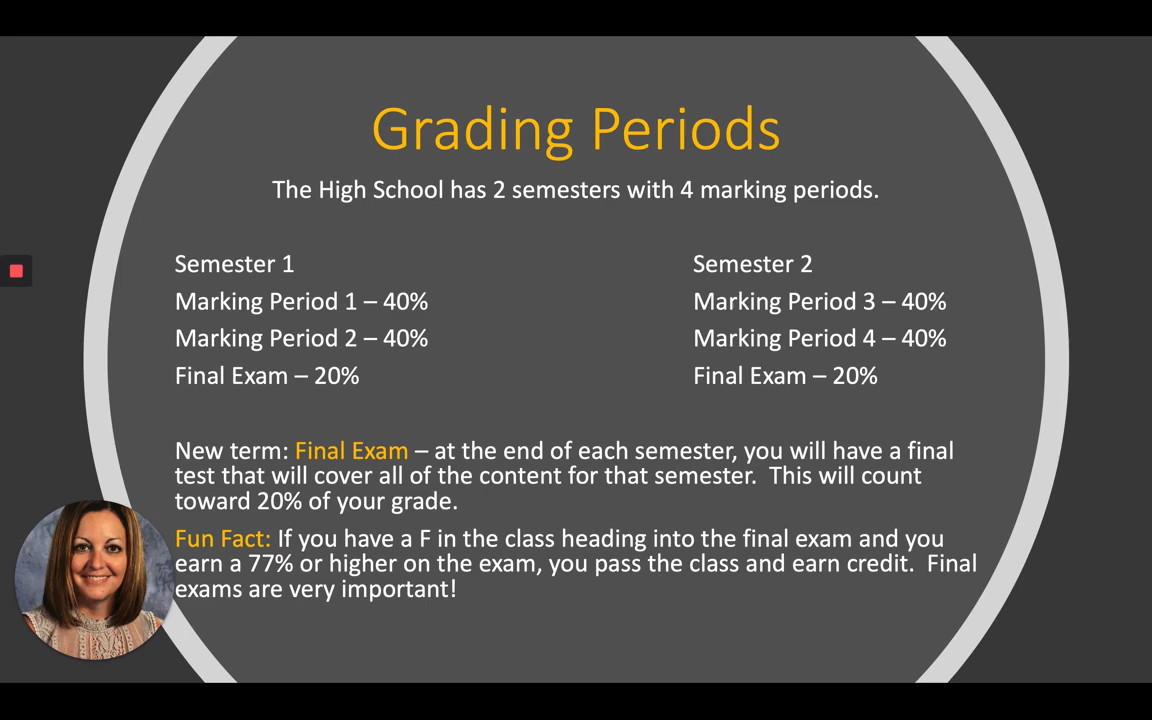 Grading Periods
The High School has 2 semesters with 4 marking periods.
Semester 1
Marking Period 1 – 40%
Marking Period 2 – 40%
Final Exam – 20%
Semester 2
Marking Period 3 – 40%
Marking Period 4 – 40%
Final Exam – 20%
New term: Final Exam – at the end of each semester, you will have a final
test that will cover all of the content for that semester.  This will count
toward 20% of your grade.
Fun Fact: If you have a F in the class heading into the final exam and you
earn a 77% or higher on the exam, you pass the class and earn credit.  Final
exams are very important!